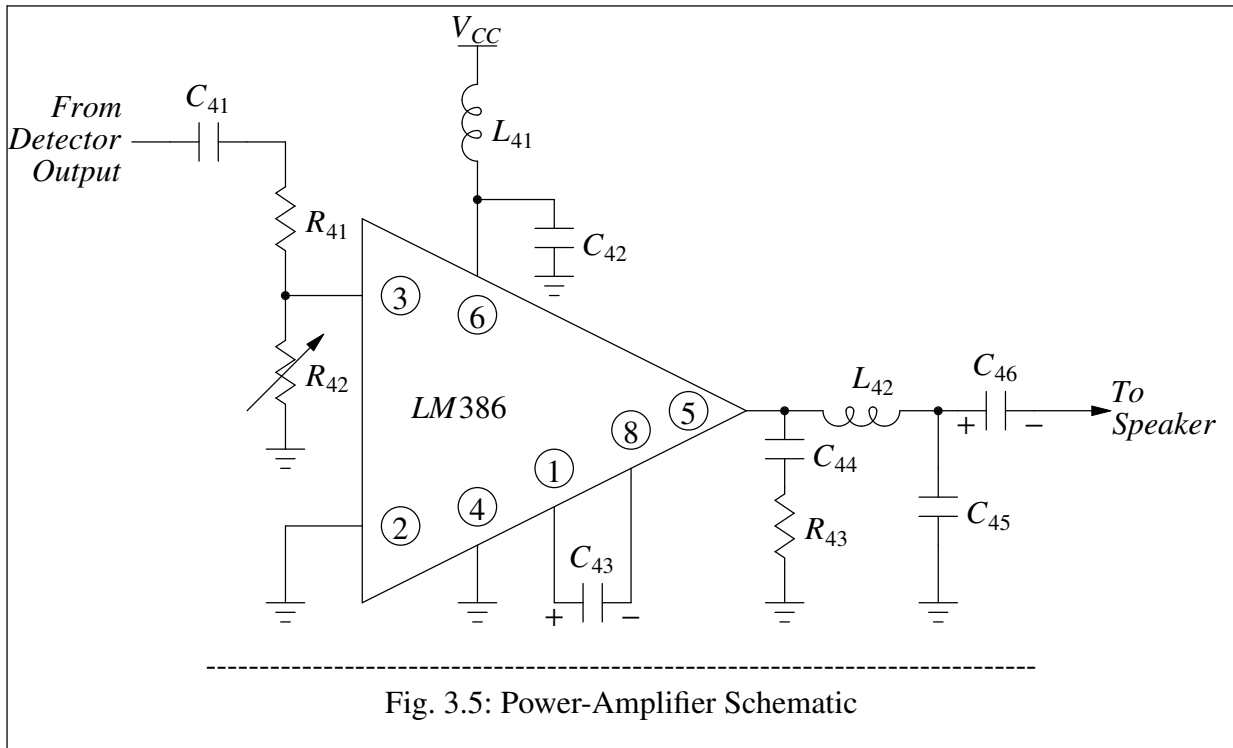 V_CC
C_41
From
Detector
Output
L_41
R_41
C_42
3
6
R_42
LM386
5
8
1
4
2
L_42
C_46
+ −
To
Speaker
C_44
R_43
C_45
C_43
+ −
Fig. 3.5: Power-Amplifier Schematic